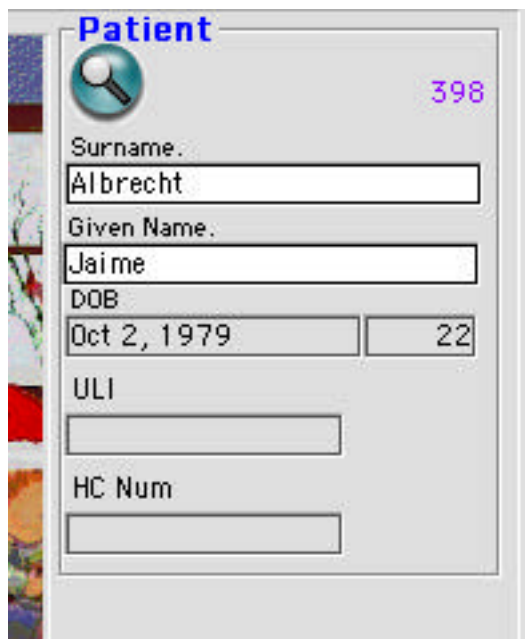 Patient
398
Surname.
Albrecht
Given Name.
Jaime
DOB
Oct 2, 1979 22
ULI
HC Num